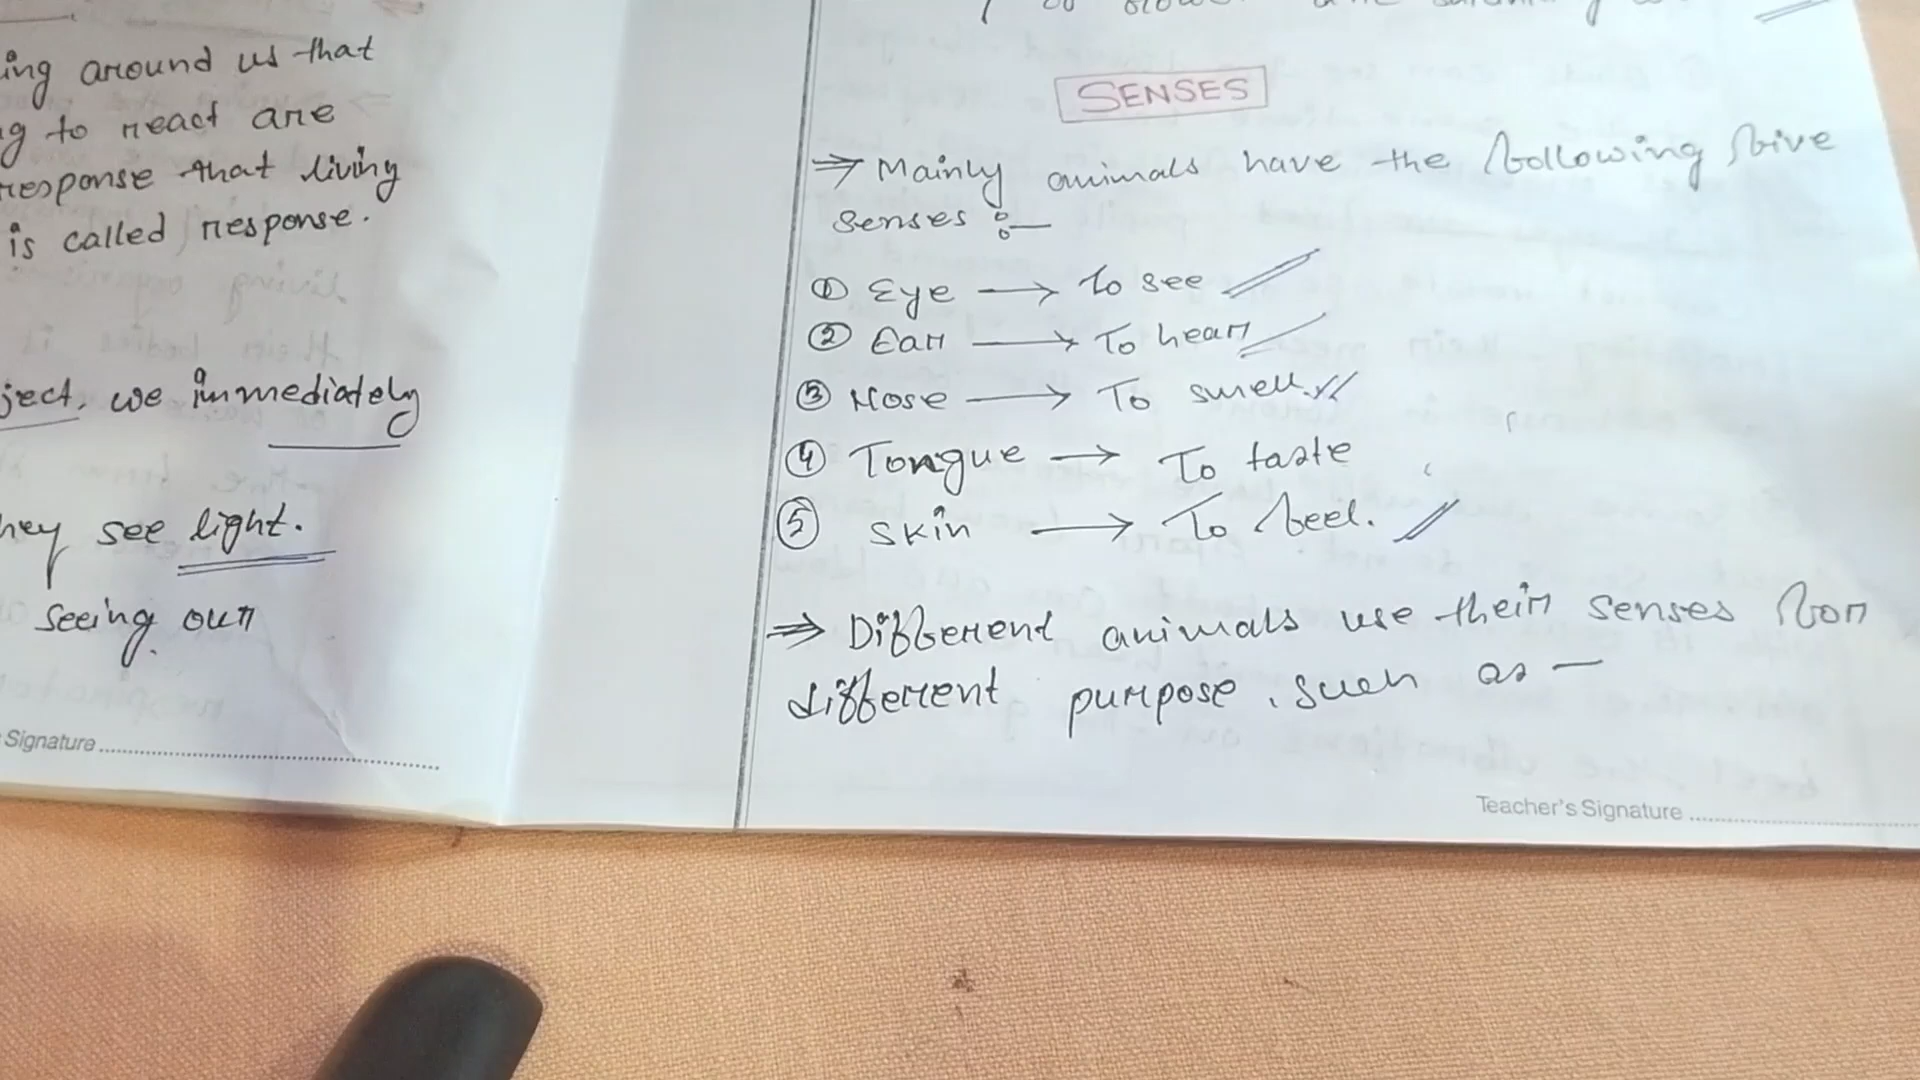 ing around us that
g to react are
response that living
is called response.
ject, we immediately
hey see light.
seeing our
Signature
SENSES
⇒ Mainly animals have the following five
senses :—
① Eye → To see
② Ear → To hear
③ Nose → To smell.
④ Tongue → To taste
⑤ Skin → To feel.
⇒ Different animals use their senses for
different purpose, such as —
Teacher's Signature